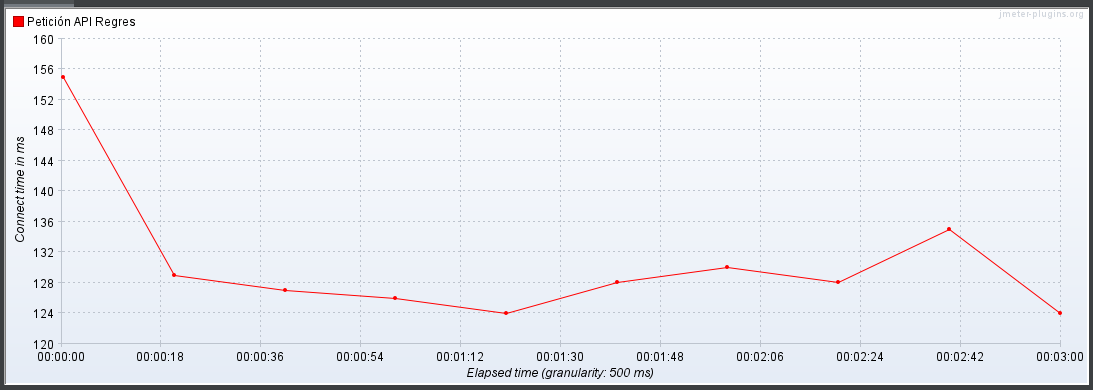 jmeter-plugins.org
Petición API Regres
160
156
152
148
144
140
136
132
128
124
120
Connect time in ms
00:00:00 00:00:18 00:00:36 00:00:54 00:01:12 00:01:30 00:01:48 00:02:06 00:02:24 00:02:42 00:03:00
Elapsed time (granularity: 500 ms)